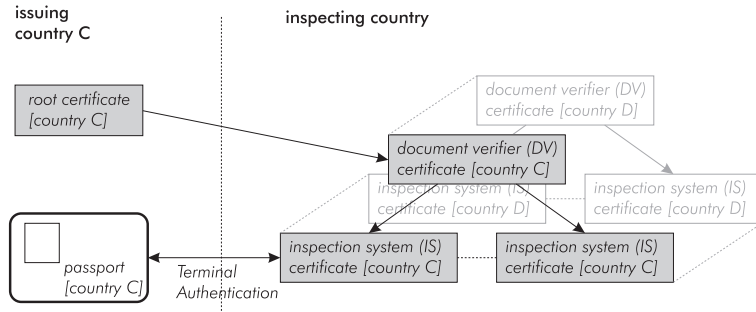 issuing
country C
inspecting country
root certificate
[country C]
document verifier (DV)
certificate [country D]
document verifier (DV)
certificate [country C]
inspection system (IS)
certificate [country D]
inspection system (IS)
certificate [country D]
inspection system (IS)
certificate [country C]
inspection system (IS)
certificate [country C]
passport
[country C]
Terminal
Authentication